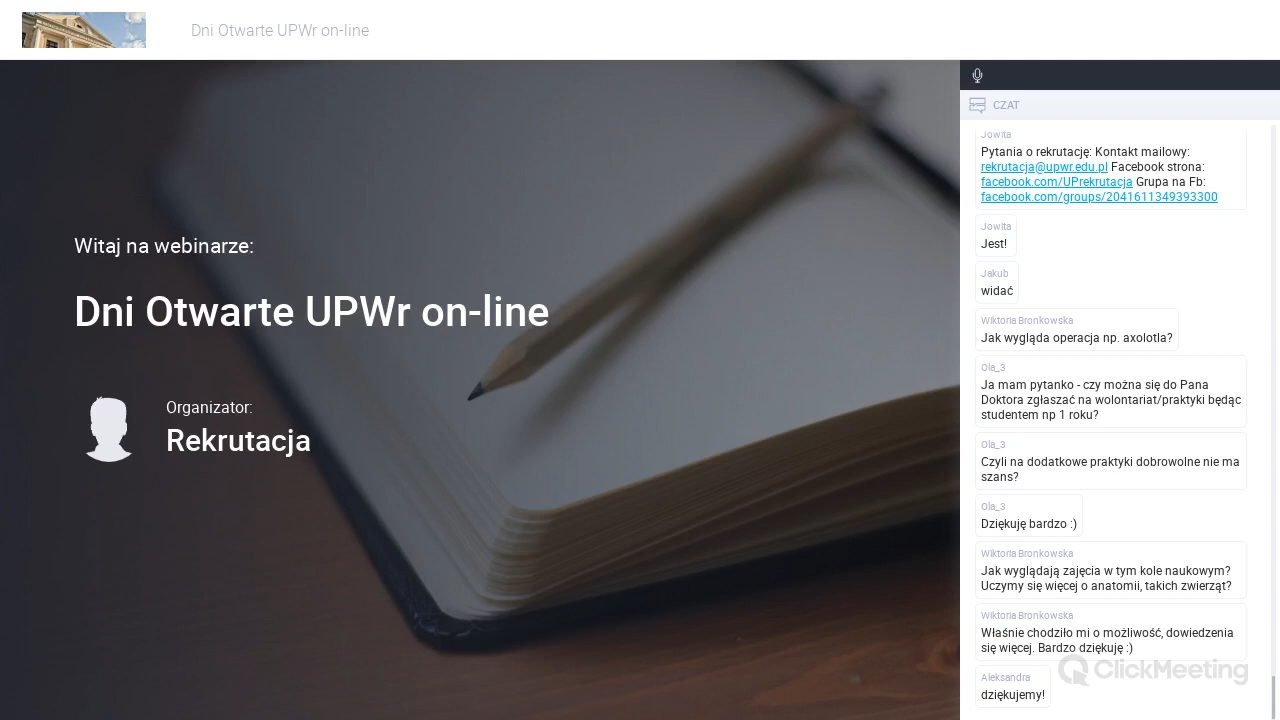 Dni Otwarte UPWr on-line
Witaj na webinarze:
Dni Otwarte UPWr on-line
Organizator:
Rekrutacja
CZAT
Jowita
Pytania o rekrutację: Kontakt mailowy:
rekrutacja@upwr.edu.pl Facebook strona:
facebook.com/UPrekrutacja Grupa na Fb:
facebook.com/groups/2041611349393300
Jowita
Jest!
Jakub
widać
Wiktoria Bronkowska
Jak wygląda operacja np. axolotla?
Ola_3
Ja mam pytanko - czy można się do Pana
Doktora zgłaszać na wolontariat/praktyki będąc
studentem np 1 roku?
Ola_3
Czyli na dodatkowe praktyki dobrowolne nie ma
szans?
Ola_3
Dziękuję bardzo :)
Wiktoria Bronkowska
Jak wyglądają zajęcia w tym kole naukowym?
Uczymy się więcej o anatomii, takich zwierząt?
Wiktoria Bronkowska
Właśnie chodziło mi o możliwość, dowiedzenia
się więcej. Bardzo dziękuję :)
ClickMeeting
Aleksandra
dziękujemy!